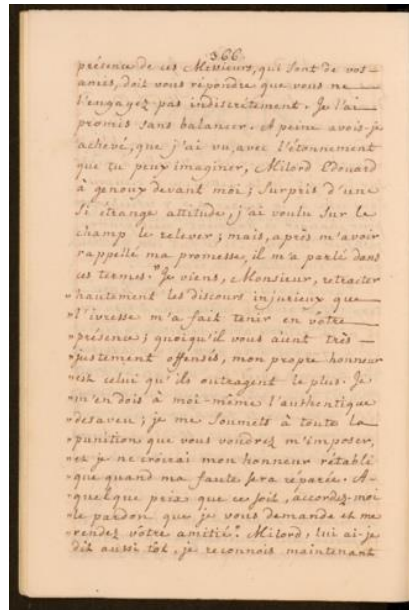 366.
présence de ces Messieurs, qui sont de vos
amis, doit vous répondre que vous ne
l'engagez pas indiscrètement. Je l'ai
promis sans balancer. A peine avois-je
achevé, que j'ai vu, avec l'étonnement
que tu peux imaginer, Milord Edouard
à genoux devant moi; surpris d'une
si étrange attitude, j'ai voulu sur le
champ le relever; mais, après m'avoir
rappellé ma promesse, il m'a parlé dans
ces termes. "Je viens, Monsieur, retracter
"hautement les discours injurieux que
"l'ivresse m'a fait tenir en vôtre
"présence; quoiqu'il vous aient très
"justement offensés, mon propre honneur
"est celui qu'ils outragent le plus. Je
"m'en dois à moi-même l'authentique
"desaveu; je me soumets à toute la
"punition que vous voudrez m'imposer,
"et je ne croirai mon honneur rétabli
"que quand ma faute sera réparée. A-
"quelque prix que ce soit, accordez-moi
"le pardon que je vous demande et me
"rendez vôtre amitié." Milord, lui ai-je
dit aussi tôt, je reconnois maintenant